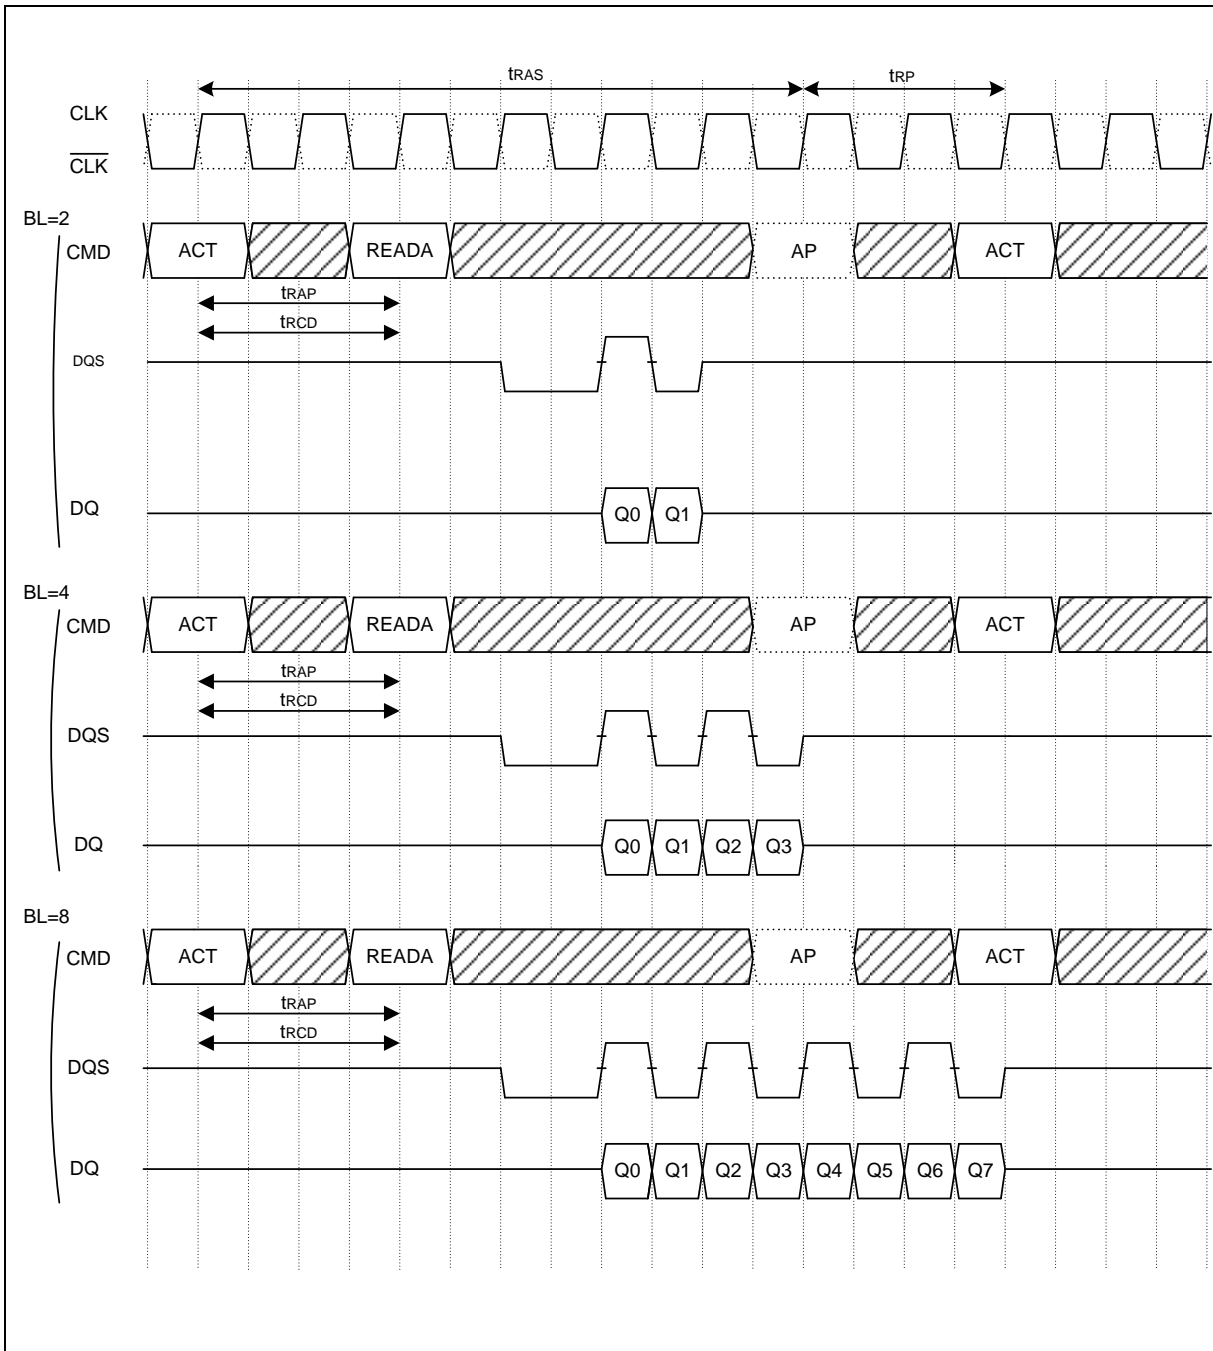 tRAS tRP
CLK
CLK
BL=2
CMD ACT READA AP ACT
tRAP
tRCD
DQS
DQ Q0 Q1
BL=4
CMD ACT READA AP ACT
tRAP
tRCD
DQS
DQ Q0 Q1 Q2 Q3
BL=8
CMD ACT READA AP ACT
tRAP
tRCD
DQS
DQ Q0 Q1 Q2 Q3 Q4 Q5 Q6 Q7